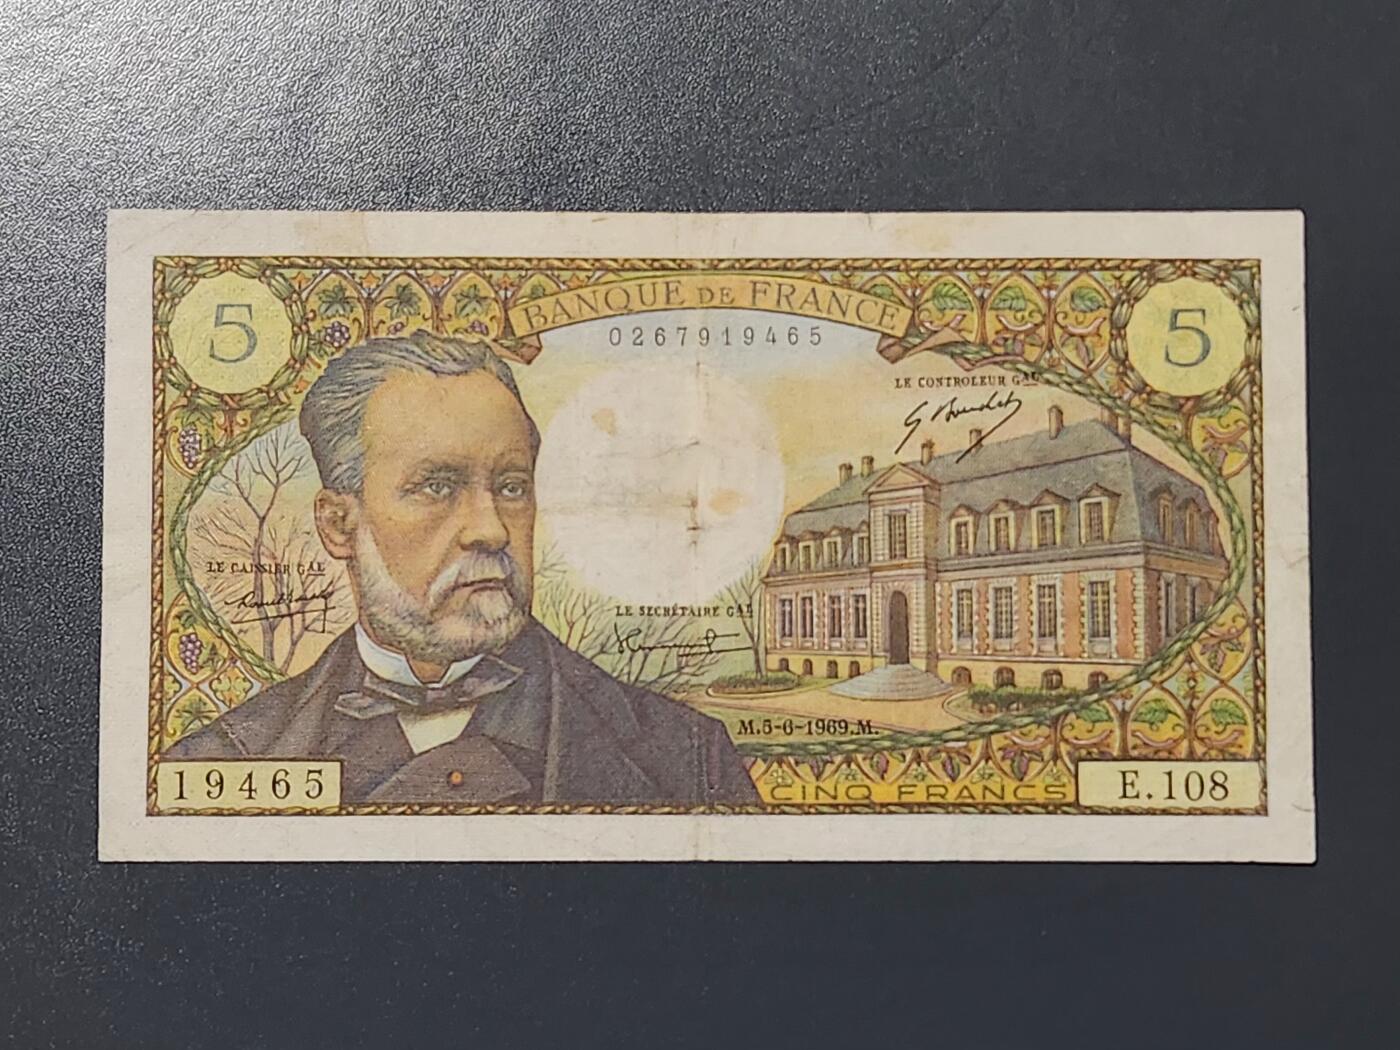 BANQUE DE FRANCE
5
5
0267919465
LE CONTROLEUR GAL
LE CAISSIER GAL
LE SECRÉTAIRE GAL
M.5-6-1969.M.
19465
CINQ FRANCS
E.108